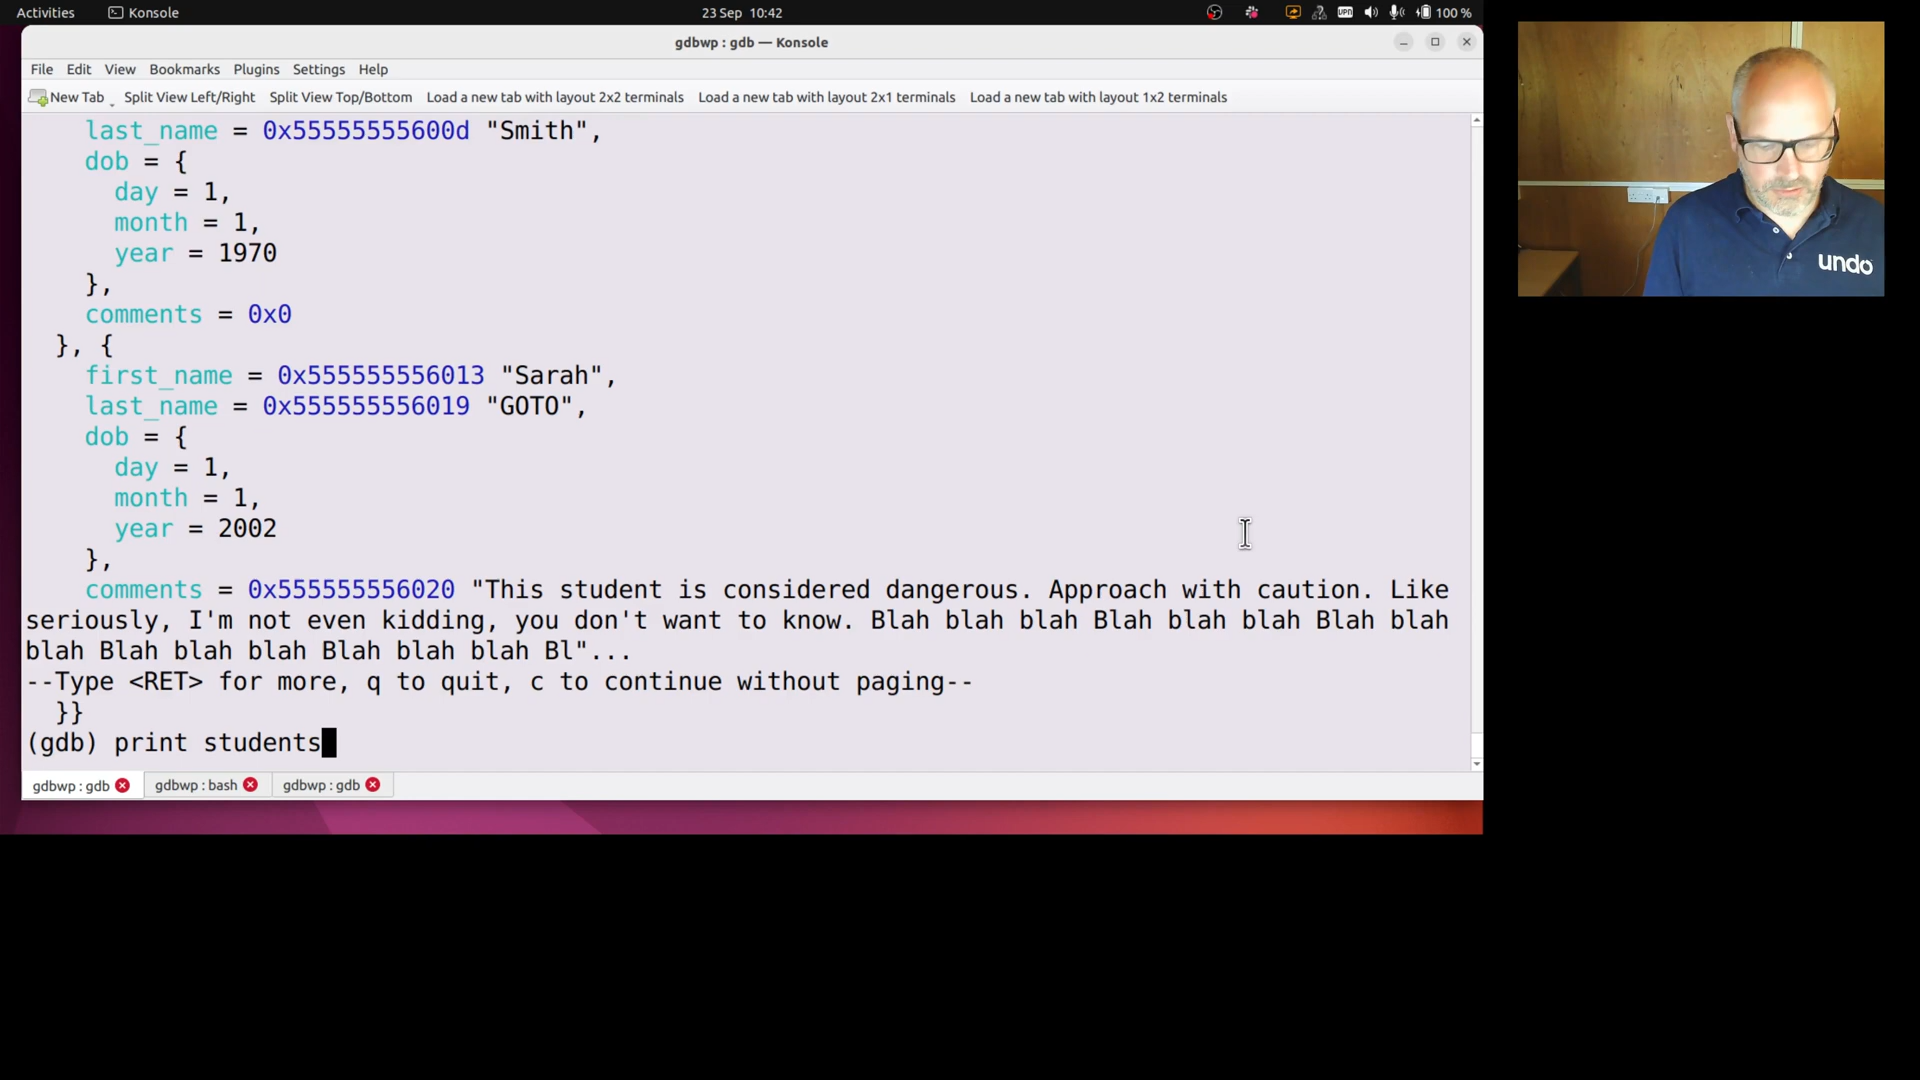 Activities Konsole 23 Sep 10:42 VPN 100 %
gdbwp : gdb — Konsole
File Edit View Bookmarks Plugins Settings Help
New Tab Split View Left/Right Split View Top/Bottom Load a new tab with layout 2x2 terminals Load a new tab with layout 2x1 terminals Load a new tab with layout 1x2 terminals
last_name = 0x55555555600d "Smith",
dob = {
day = 1,
month = 1,
year = 1970
},
comments = 0x0
}, {
first_name = 0x555555556013 "Sarah",
last_name = 0x555555556019 "GOTO",
dob = {
day = 1,
month = 1,
year = 2002
},
comments = 0x555555556020 "This student is considered dangerous. Approach with caution. Like
seriously, I'm not even kidding, you don't want to know. Blah blah blah Blah blah blah Blah blah
blah Blah blah blah Blah blah blah Bl"...
--Type <RET> for more, q to quit, c to continue without paging--
}}
(gdb) print students
gdbwp : gdb gdbwp : bash gdbwp : gdb
undo